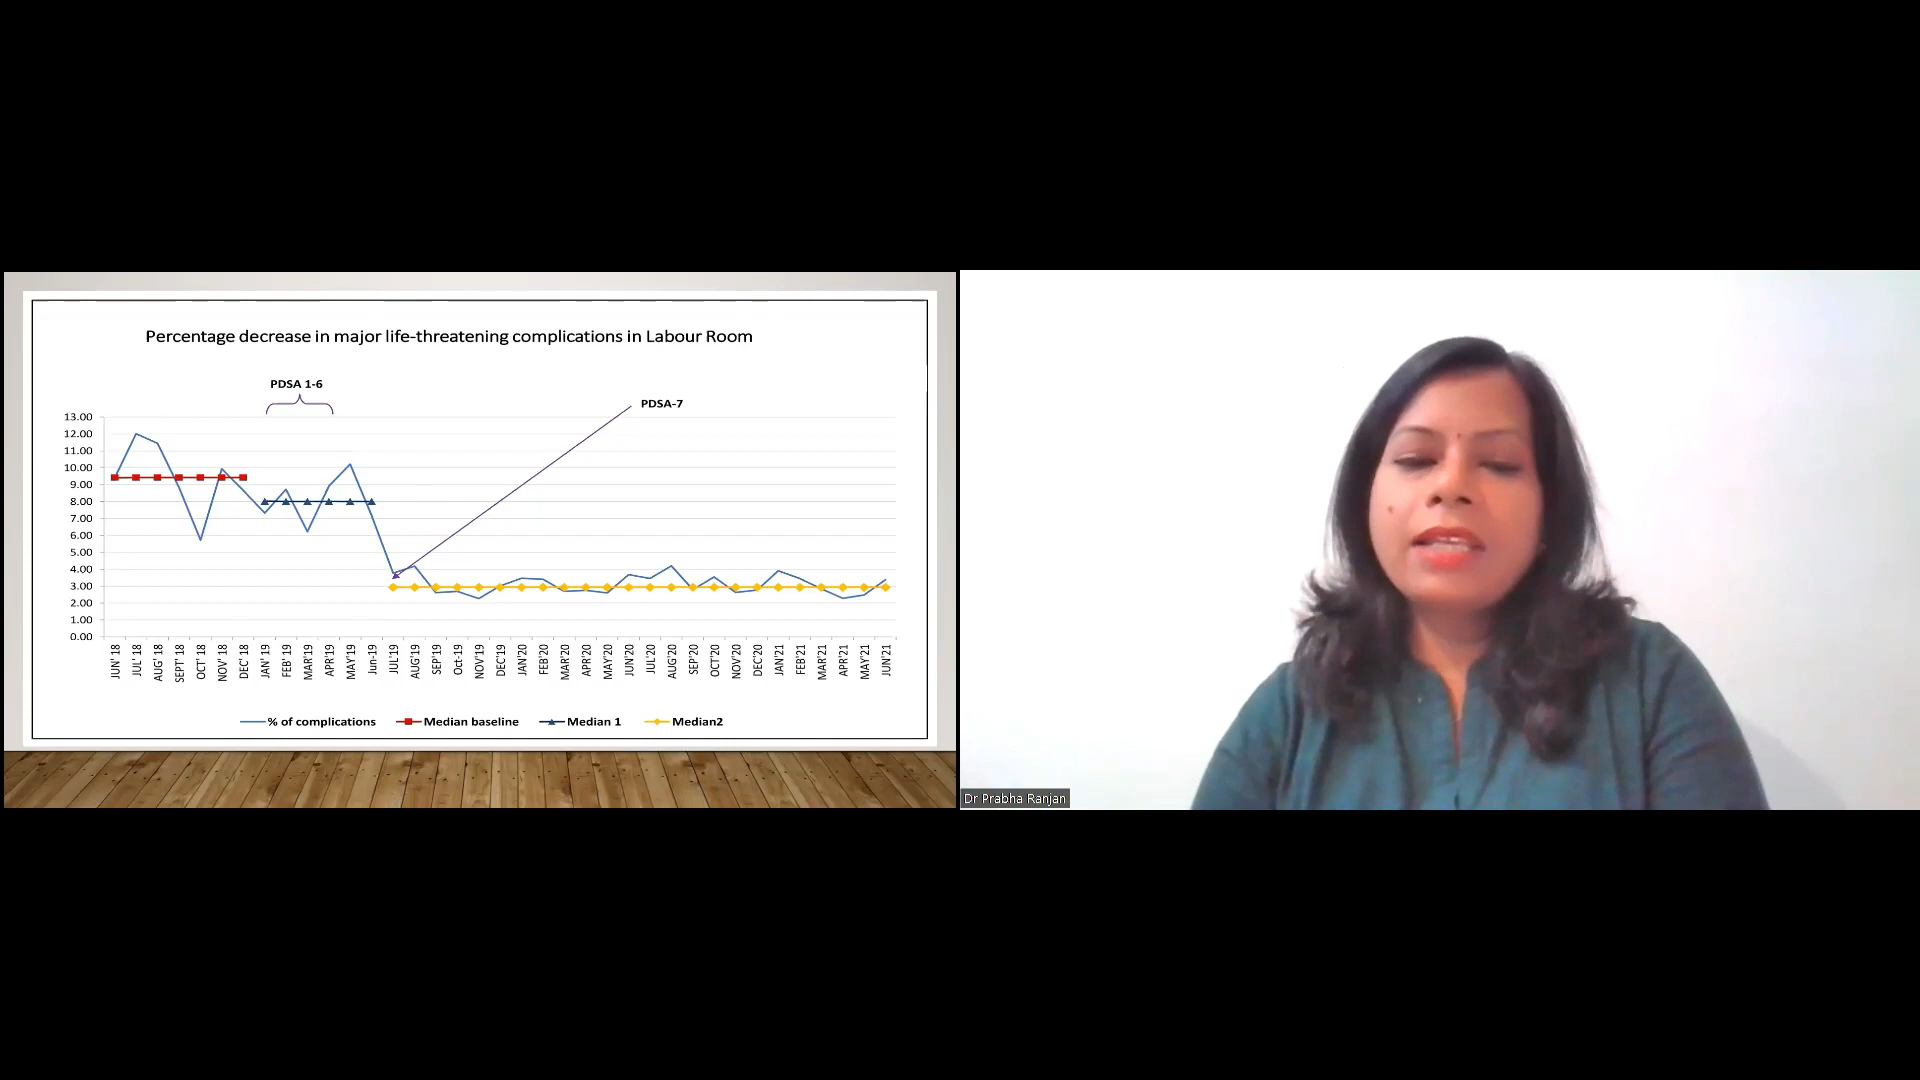 Percentage decrease in major life-threatening complications in Labour Room
PDSA 1-6
PDSA-7
13.00
12.00
11.00
10.00
9.00
8.00
7.00
6.00
5.00
4.00
3.00
2.00
1.00
0.00
JUN' 18
JUL' 18
AUG' 18
SEPT' 18
OCT' 18
NOV' 18
DEC' 18
JAN' 19
FEB' 19
MAR'19
APR'19
MAY'19
Jun-19
JUL'19
AUG'19
SEP'19
Oct-19
NOV'19
DEC'19
JAN'20
FEB'20
MAR'20
APR'20
MAY'20
JUN'20
JUL'20
AUG'20
SEP'20
OCT'20
NOV'20
DEC'20
JAN'21
FEB'21
MAR'21
APR'21
MAY'21
JUN'21
% of complications Median baseline Median 1 Median2
Dr Prabha Ranjan